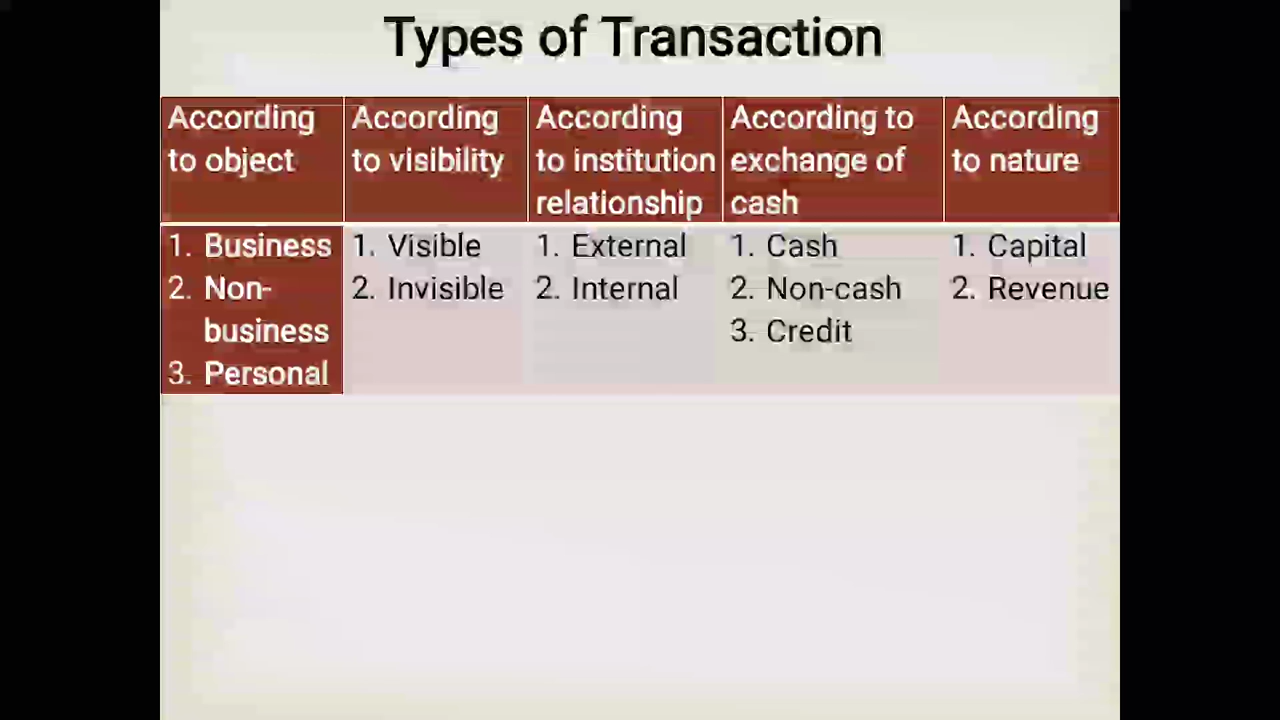 Types of Transaction
According
to object
According
to visibility
According
to institution
relationship
According to
exchange of
cash
According
to nature
1. Business
2. Non-
business
3. Personal
1. Visible
2. Invisible
1. External
2. Internal
1. Cash
2. Non-cash
3. Credit
1. Capital
2. Revenue